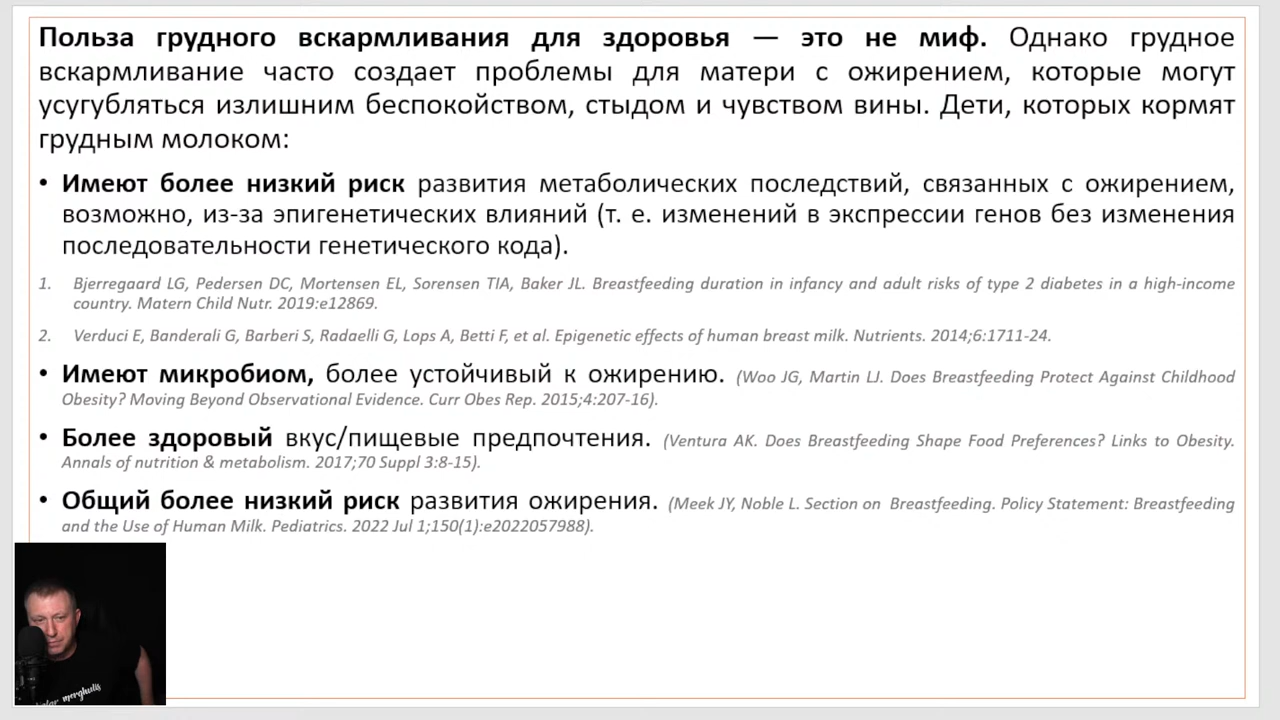 Польза грудного вскармливания для здоровья — это не миф. Однако грудное
вскармливание часто создает проблемы для матери с ожирением, которые могут
усугубляться излишним беспокойством, стыдом и чувством вины. Дети, которых кормят
грудным молоком:
• Имеют более низкий риск развития метаболических последствий, связанных с ожирением,
возможно, из-за эпигенетических влияний (т. е. изменений в экспрессии генов без изменения
последовательности генетического кода).
1. Bjerregaard LG, Pedersen DC, Mortensen EL, Sorensen TIA, Baker JL. Breastfeeding duration in infancy and adult risks of type 2 diabetes in a high-income
country. Matern Child Nutr. 2019:e12869.
2. Verduci E, Banderali G, Barberi S, Radaelli G, Lops A, Betti F, et al. Epigenetic effects of human breast milk. Nutrients. 2014;6:1711-24.
• Имеют микробиом, более устойчивый к ожирению. (Woo JG, Martin LJ. Does Breastfeeding Protect Against Childhood
Obesity? Moving Beyond Observational Evidence. Curr Obes Rep. 2015;4:207-16).
• Более здоровый вкус/пищевые предпочтения. (Ventura AK. Does Breastfeeding Shape Food Preferences? Links to Obesity.
Annals of nutrition & metabolism. 2017;70 Suppl 3:8-15).
• Общий более низкий риск развития ожирения. (Meek JY, Noble L. Section on Breastfeeding. Policy Statement: Breastfeeding
and the Use of Human Milk. Pediatrics. 2022 Jul 1;150(1):e2022057988).
morghulis